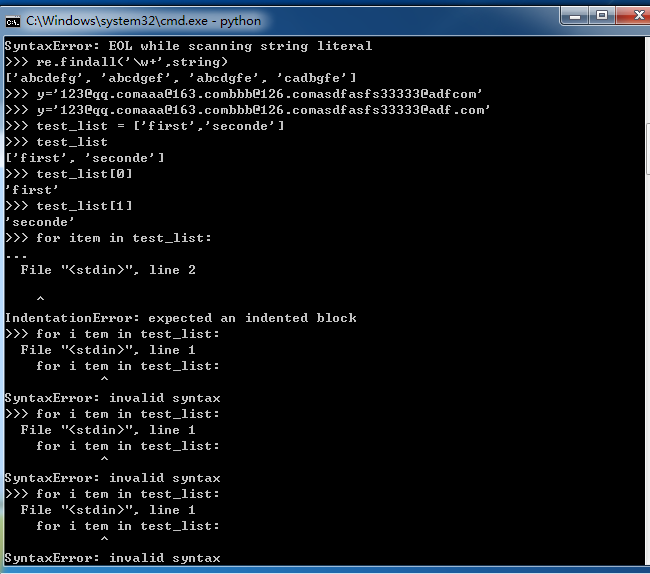 C:\Windows\system32\cmd.exe - python
SyntaxError: EOL while scanning string literal
>>> re.findall('\w+',string)
['abcdefg', 'abcdgef', 'abcdgfe', 'cadbgfe']
>>> y='123@qq.comaaa@163.combbb@126.comasdfasfs33333@adfcom'
>>> y='123@qq.comaaa@163.combbb@126.comasdfasfs33333@adf.com'
>>> test_list = ['first','seconde']
>>> test_list
['first', 'seconde']
>>> test_list[0]
'first'
>>> test_list[1]
'seconde'
>>> for item in test_list:
...
  File "<stdin>", line 2

    ^
IndentationError: expected an indented block
>>> for i tem in test_list:
  File "<stdin>", line 1
    for i tem in test_list:
            ^
SyntaxError: invalid syntax
>>> for i tem in test_list:
  File "<stdin>", line 1
    for i tem in test_list:
            ^
SyntaxError: invalid syntax
>>> for i tem in test_list:
  File "<stdin>", line 1
    for i tem in test_list:
            ^
SyntaxError: invalid syntax